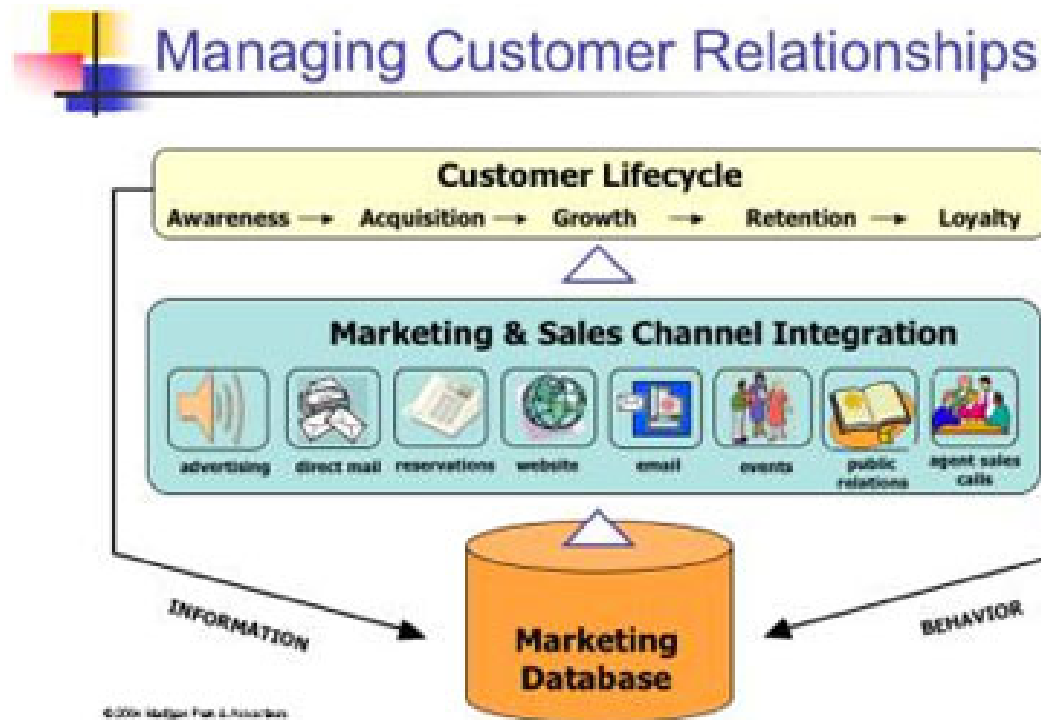 Managing Customer Relationships
Customer Lifecycle
Awareness → Acquisition → Growth → Retention → Loyalty
Marketing & Sales Channel Integration
advertising direct mail reservations website email events public relations agent sales calls
INFORMATION
BEHAVIOR
Marketing
Database
©2004